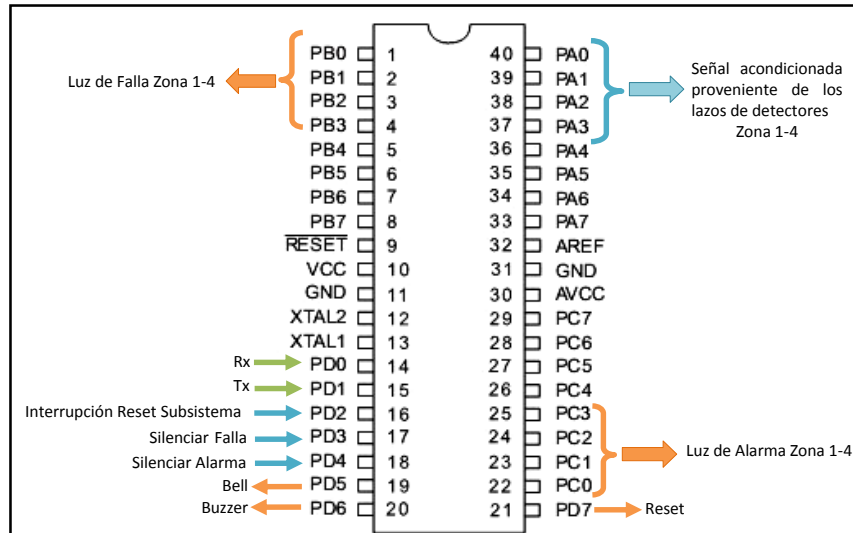 PB0 1 40 PA0
PB1 2 39 PA1
PB2 3 38 PA2
PB3 4 37 PA3
PB4 5 36 PA4
PB5 6 35 PA5
PB6 7 34 PA6
PB7 8 33 PA7
RESET 9 32 AREF
VCC 10 31 GND
GND 11 30 AVCC
XTAL2 12 29 PC7
XTAL1 13 28 PC6
Rx PD0 14 27 PC5
Tx PD1 15 26 PC4
Interrupción Reset Subsistema PD2 16 25 PC3
Silenciar Falla PD3 17 24 PC2
Silenciar Alarma PD4 18 23 PC1
Bell PD5 19 22 PC0
Buzzer PD6 20 21 PD7 Reset
Luz de Falla Zona 1-4
Señal acondicionada
proveniente de los
lazos de detectores
Zona 1-4
Luz de Alarma Zona 1-4